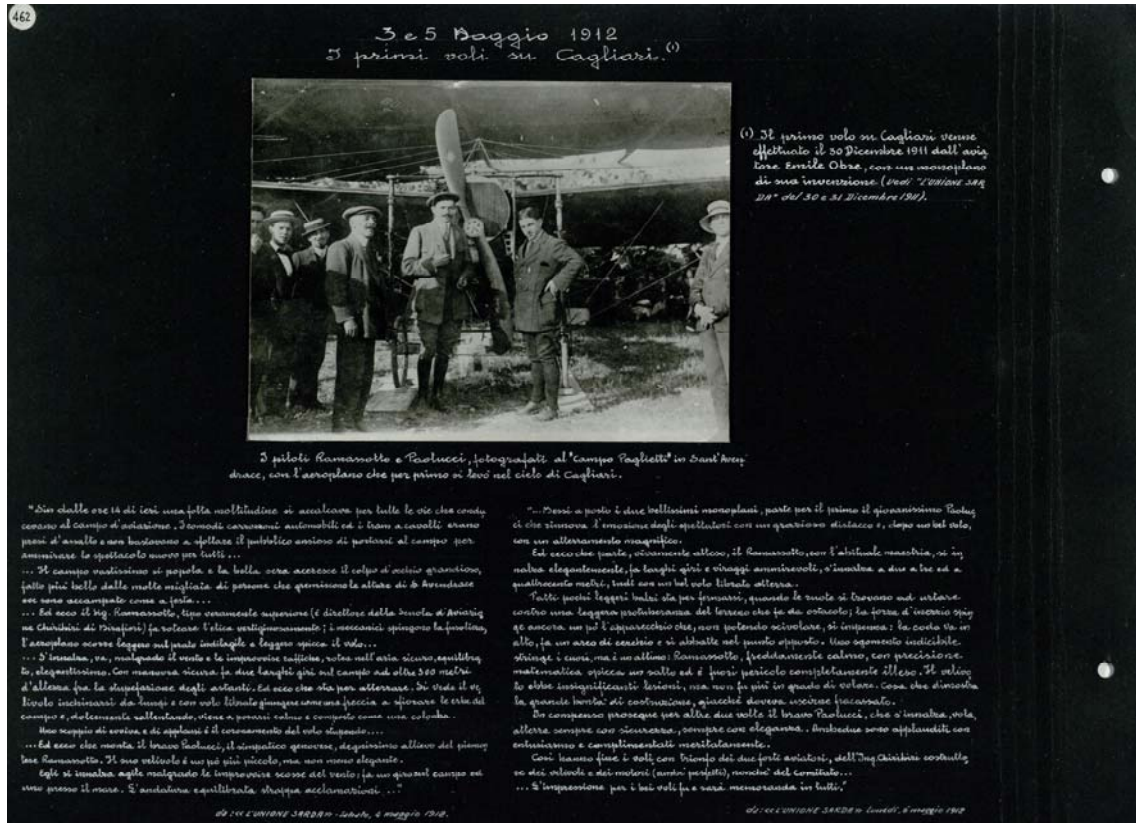 462
3 e 5 Maggio 1912
I primi voli su Cagliari. (1)
(1) Il primo volo su Cagliari venne
effettuato il 30 Dicembre 1911 dall'avia
tore Emile Obre, con un monoplano
di sua invenzione (Vedi "L'UNIONE SAR
DA" del 30 e 31 Dicembre 1911).
I piloti Ramassotto e Paolucci, fotografati al "Campo Paglietti" in Sant'Aven
drace, con l'aeroplano che per primo si levò nel cielo di Cagliari.
"Sin dalle ore 14 di ieri una folta moltitudine si accalcava per tutte le vie che condu
cevano al campo d'aviazione. I comodi carrozzoni automobili ed i tram a cavalli erano
presi d'assalto e non bastavano a sfollare il pubblico ansioso di portarsi al campo per
ammirare lo spettacolo nuovo per tutti ...
... Il campo vastissimo si popola e la bella sera accresce il colpo d'occhio grandioso,
fatto più bello dalle molte migliaia di persone che gremiscono le alture di S. Avendrace
ove sono accampate come a festa....
... Ed ecco il Sig. Ramassotto, tipo veramente superiore (è direttore della Scuola d'Aviazio
ne Chiribiri di Mirafiori) fa roteare l'elica vertiginosamente; i meccanici spingono la fusoliera,
l'aeroplano scorre leggero sul prato indi agile e leggero spicca il volo...
... S'innalza, va, malgrado il vento e le improvvise raffiche, rotea nell'aria sicuro, equilibra
to, elegantissimo. Con manovra sicura fa due larghi giri sul campo ad oltre 300 metri
d'altezza fra la stupefazione degli astanti. Ed ecco che sta per atterrare. Si vede il ve
livolo inchinarsi da lungi e con volo librato giungere come una freccia a sfiorare le erbe del
campo e, dolcemente rallentando, viene a posarsi calmo e composto come una colomba.
Uno scoppio di evviva e di applausi è il coronamento del volo stupendo....
... Ed ecco che monta il bravo Paolucci, il simpatico genovese, degnissimo allievo del piemon
tese Ramassotto. Il suo velivolo è un pò più piccolo, ma non meno elegante.
Egli si innalza agile malgrado le improvvise scosse del vento; fa un giro sul campo ed
uno presso il mare. L'andatura equilibrata strappa acclamazioni ..."
da: << L'UNIONE SARDA >> - Sabato, 4 maggio 1912.
"... Messi a posto i due bellissimi monoplani, parte per il primo il giovanissimo Paoluc
ci che rinnova l'emozione degli spettatori con un grazioso distacco e, dopo un bel volo,
con un atterramento magnifico.
Ed ecco che parte, vivamente atteso, il Ramassotto, con l'abituale maestria, si in
nalza elegantemente, fa larghi giri e viraggi ammirevoli, s'innalza a due a tre ed a
quattrocento metri, indi con un bel volo librato atterra.
Fatti pochi leggeri balzi sta per fermarsi, quando le ruote si trovano ad urtare
contro una leggera protuberanza del terreno che fa da ostacolo; la forza d'inerzia spin
ge ancora un pò l'apparecchio che, non potendo scivolare, si impenna: la coda va in
alto, fa un arco di cerchio e si abbatte nel punto opposto. Uno sgomento indicibile
stringe i cuori, ma è un attimo: Ramassotto, freddamente calmo, con precisione
matematica spicca un salto ed è fuori pericolo completamente illeso. Il velivo
lo ebbe insignificanti lesioni, ma non fu più in grado di volare. Cosa che dimostra
la grande bontà di costruzione, giacchè doveva uscirne fracassato.
In compenso prosegue per altre due volte il bravo Paolucci, che s'innalza, vola,
atterra sempre con sicurezza, sempre con eleganza. Ambedue sono applauditi con
entusiasmo e complimentati meritatamente.
Così hanno fine i voli con trionfo dei due forti aviatori, dell'Ing. Chiribiri costrutto
re dei velivoli e dei motori (ambi perfetti), nonchè del Comitato...
... L'impressione per i bei voli fu e sarà memoranda in tutti."
da: << L'UNIONE SARDA >> Lunedì, 6 maggio 1912